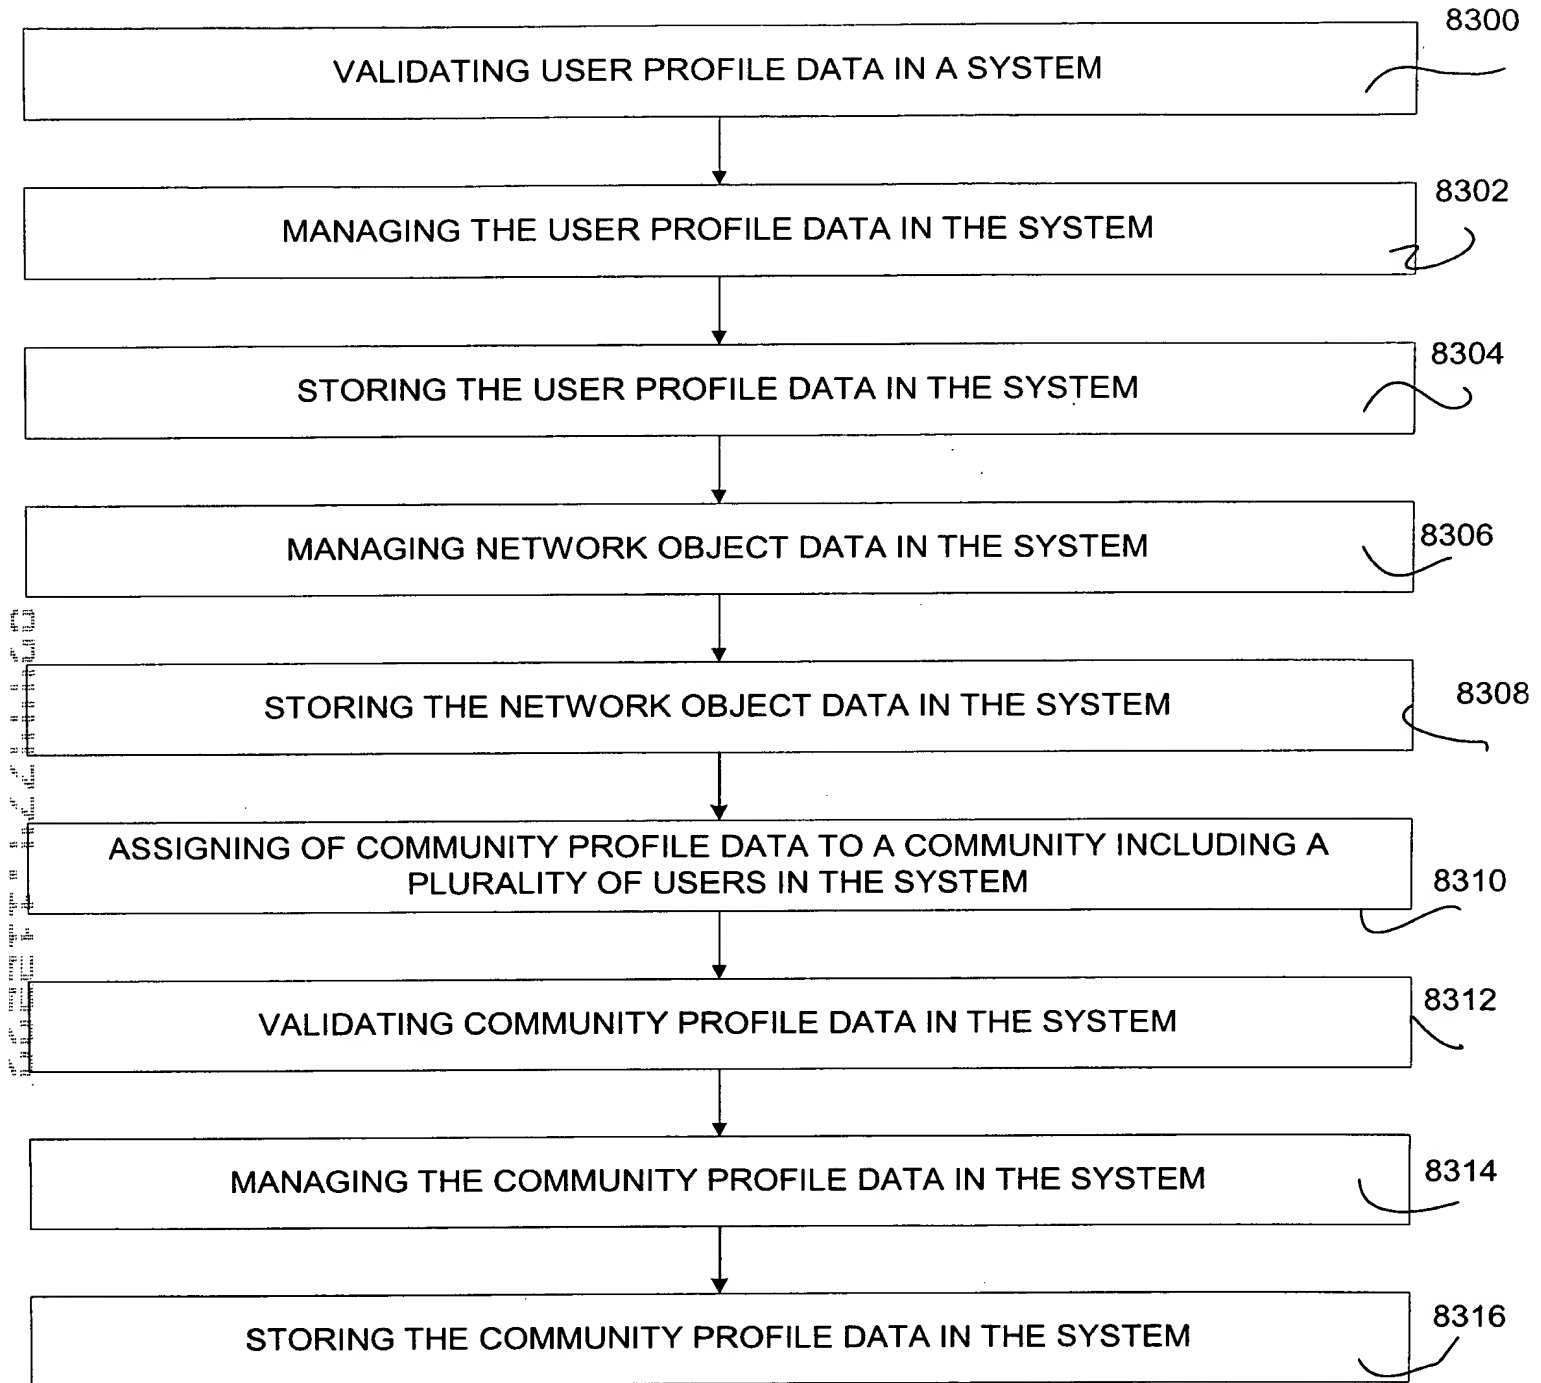 8300
VALIDATING USER PROFILE DATA IN A SYSTEM
8302
MANAGING THE USER PROFILE DATA IN THE SYSTEM
8304
STORING THE USER PROFILE DATA IN THE SYSTEM
8306
MANAGING NETWORK OBJECT DATA IN THE SYSTEM
8308
STORING THE NETWORK OBJECT DATA IN THE SYSTEM
ASSIGNING OF COMMUNITY PROFILE DATA TO A COMMUNITY INCLUDING A
PLURALITY OF USERS IN THE SYSTEM
8310
8312
VALIDATING COMMUNITY PROFILE DATA IN THE SYSTEM
8314
MANAGING THE COMMUNITY PROFILE DATA IN THE SYSTEM
8316
STORING THE COMMUNITY PROFILE DATA IN THE SYSTEM